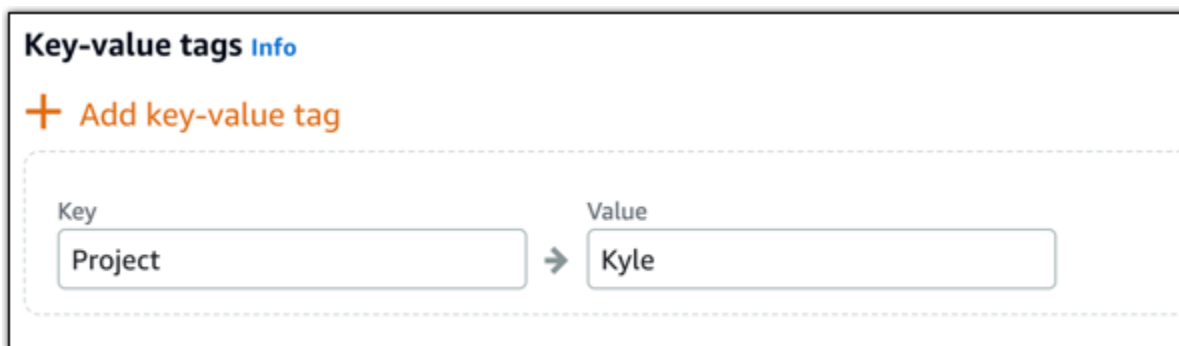 Key-value tags Info
+ Add key-value tag
Key Value
Project → Kyle